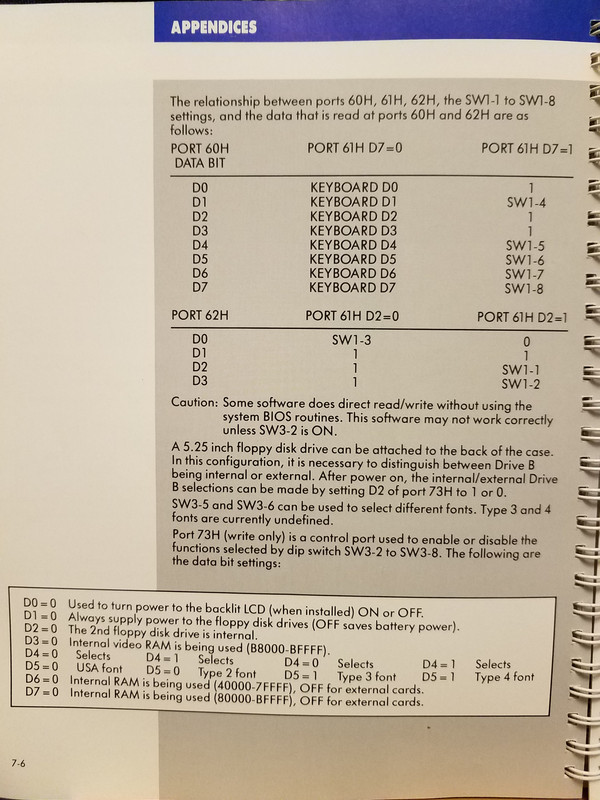 APPENDICES
The relationship between ports 60H, 61H, 62H, the SW1-1 to SW1-8
settings, and the data that is read at ports 60H and 62H are as
follows:
PORT 60H PORT 61H D7=0 PORT 61H D7=1
DATA BIT
D0 KEYBOARD D0 1
D1 KEYBOARD D1 SW1-4
D2 KEYBOARD D2 1
D3 KEYBOARD D3 1
D4 KEYBOARD D4 SW1-5
D5 KEYBOARD D5 SW1-6
D6 KEYBOARD D6 SW1-7
D7 KEYBOARD D7 SW1-8
PORT 62H PORT 61H D2=0 PORT 61H D2=1
D0 SW1-3 0
D1 1 1
D2 1 SW1-1
D3 1 SW1-2
Caution: Some software does direct read/write without using the
system BIOS routines. This software may not work correctly
unless SW3-2 is ON.
A 5.25 inch floppy disk drive can be attached to the back of the case.
In this configuration, it is necessary to distinguish between Drive B
being internal or external. After power on, the internal/external Drive
B selections can be made by setting D2 of port 73H to 1 or 0.
SW3-5 and SW3-6 can be used to select different fonts. Type 3 and 4
fonts are currently undefined.
Port 73H (write only) is a control port used to enable or disable the
functions selected by dip switch SW3-2 to SW3-8. The following are
the data bit settings:
D0 = 0 Used to turn power to the backlit LCD (when installed) ON or OFF.
D1 = 0 Always supply power to the floppy disk drives (OFF saves battery power).
D2 = 0 The 2nd floppy disk drive is internal.
D3 = 0 Internal video RAM is being used (B8000-BFFFF).
D4 = 0 Selects D4 = 1 Selects D4 = 0 Selects D4 = 1 Selects
D5 = 0 USA font D5 = 0 Type 2 font D5 = 1 Type 3 font D5 = 1 Type 4 font
D6 = 0 Internal RAM is being used (40000-7FFFF), OFF for external cards.
D7 = 0 Internal RAM is being used (80000-BFFFF), OFF for external cards.
7-6